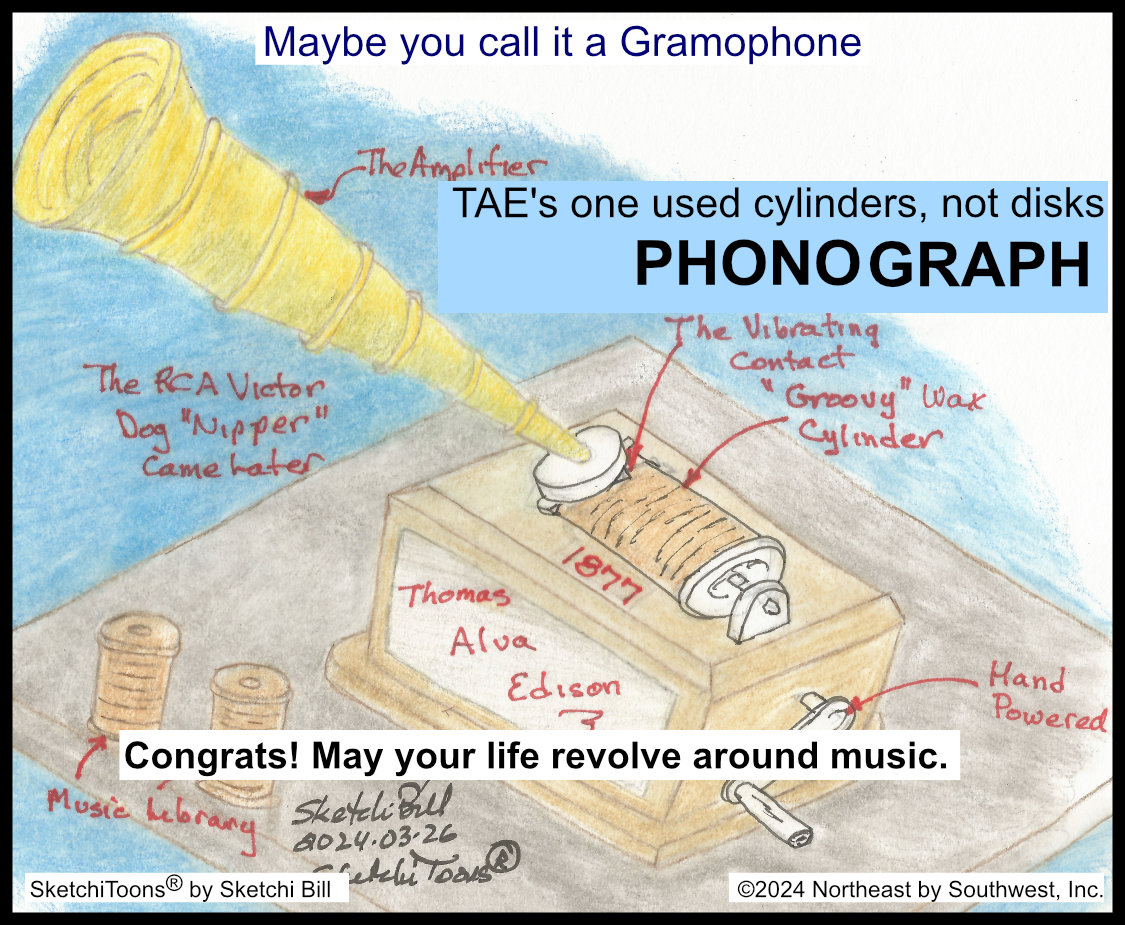 Maybe you call it a Gramophone
The Amplifier
TAE's one used cylinders, not disks
PHONOGRAPH
The Vibrating
Contact
"Groovy" Wax
Cylinder
The RCA Victor
Dog "Nipper"
Came Later
1877
Thomas
Alva
Edison
Hand
Powered
Congrats! May your life revolve around music.
Music Library
Sketchi Bill
2024.03.26
SketchiToons®
SketchiToons® by Sketchi Bill
©2024 Northeast by Southwest, Inc.